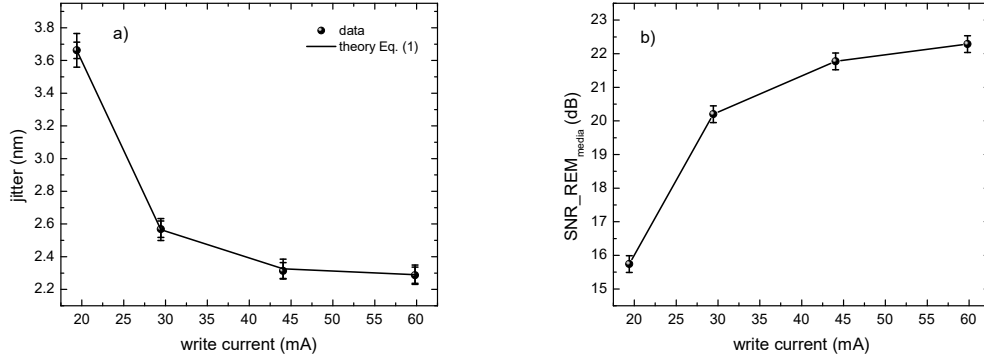 a)
data
theory Eq. (1)
3.8
3.6
3.4
3.2
3.0
2.8
2.6
2.4
2.2
jitter (nm)
20 25 30 35 40 45 50 55 60
write current (mA)
b)
23
22
21
20
19
18
17
16
15
SNR_REM media (dB)
20 25 30 35 40 45 50 55 60
write current (mA)